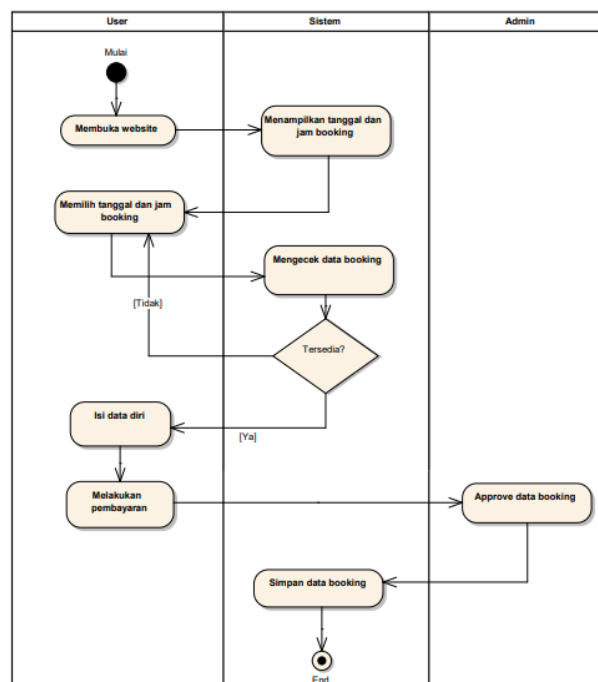 User
Sistem
Admin
Mulai
Membuka website
Menampilkan tanggal dan
jam booking
Memilih tanggal dan jam
booking
Mengecek data booking
[Tidak]
Tersedia?
Isi data diri
[Ya]
Melakukan
pembayaran
Approve data booking
Simpan data booking
End